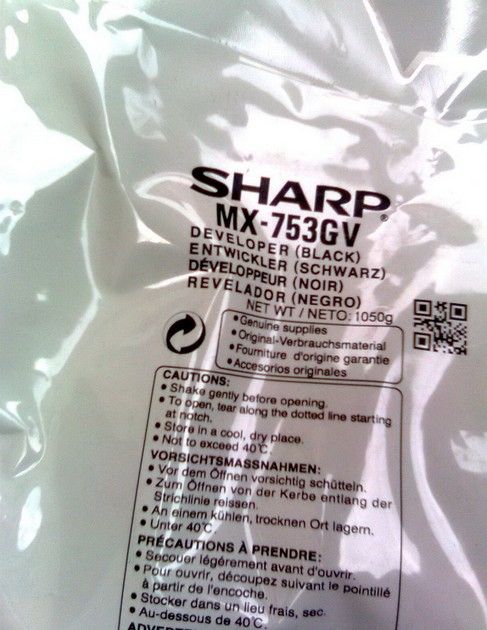 SHARP®
MX-753GV
DEVELOPER (BLACK)
ENTWICKLER (SCHWARZ)
DÉVELOPPEUR (NOIR)
REVELADOR (NEGRO)
NET WT / NETO: 1050g
•Genuine supplies
•Original-Verbrauchsmaterial
•Fourniture d'origine garantie
•Accesorios originales
CAUTIONS:
• Shake gently before opening.
• To open, tear along the dotted line starting
at notch.
• Store in a cool, dry place.
• Not to exceed 40°C.
VORSICHTSMASSNAHMEN:
• Vor dem Öffnen vorsichtig schütteln.
• Zum Öffnen von der Kerbe entlang der
Strichlinie reissen.
• An einem kühlen, trocknen Ort lagern.
• Unter 40°C.
PRÉCAUTIONS À PRENDRE:
• Secouer légérement avant d'ouvrir.
• Pour ouvrir, découpez suivant le pointillé
à partir de l'encoche.
• Stocker dans un lieu frais, sec.
• Au-dessous de 40°C.